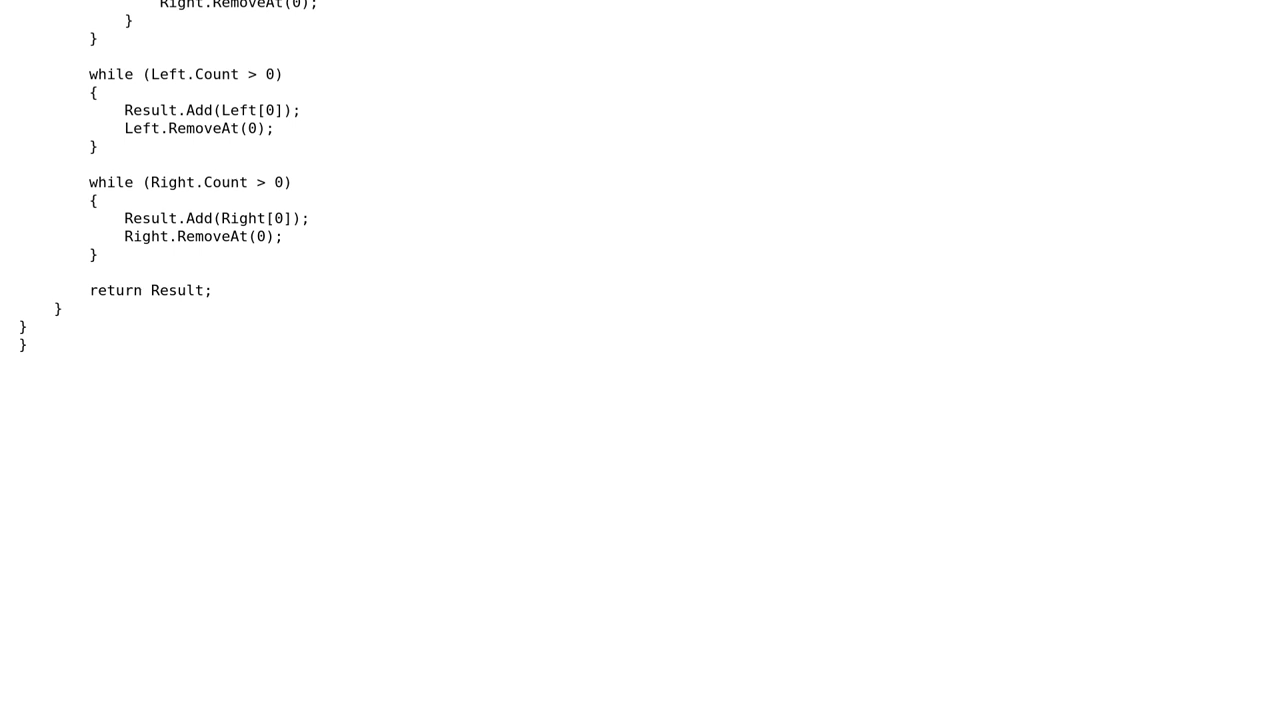 Right.RemoveAt(0);
            }
        }

        while (Left.Count > 0)
        {
            Result.Add(Left[0]);
            Left.RemoveAt(0);
        }

        while (Right.Count > 0)
        {
            Result.Add(Right[0]);
            Right.RemoveAt(0);
        }

        return Result;
    }
}
}